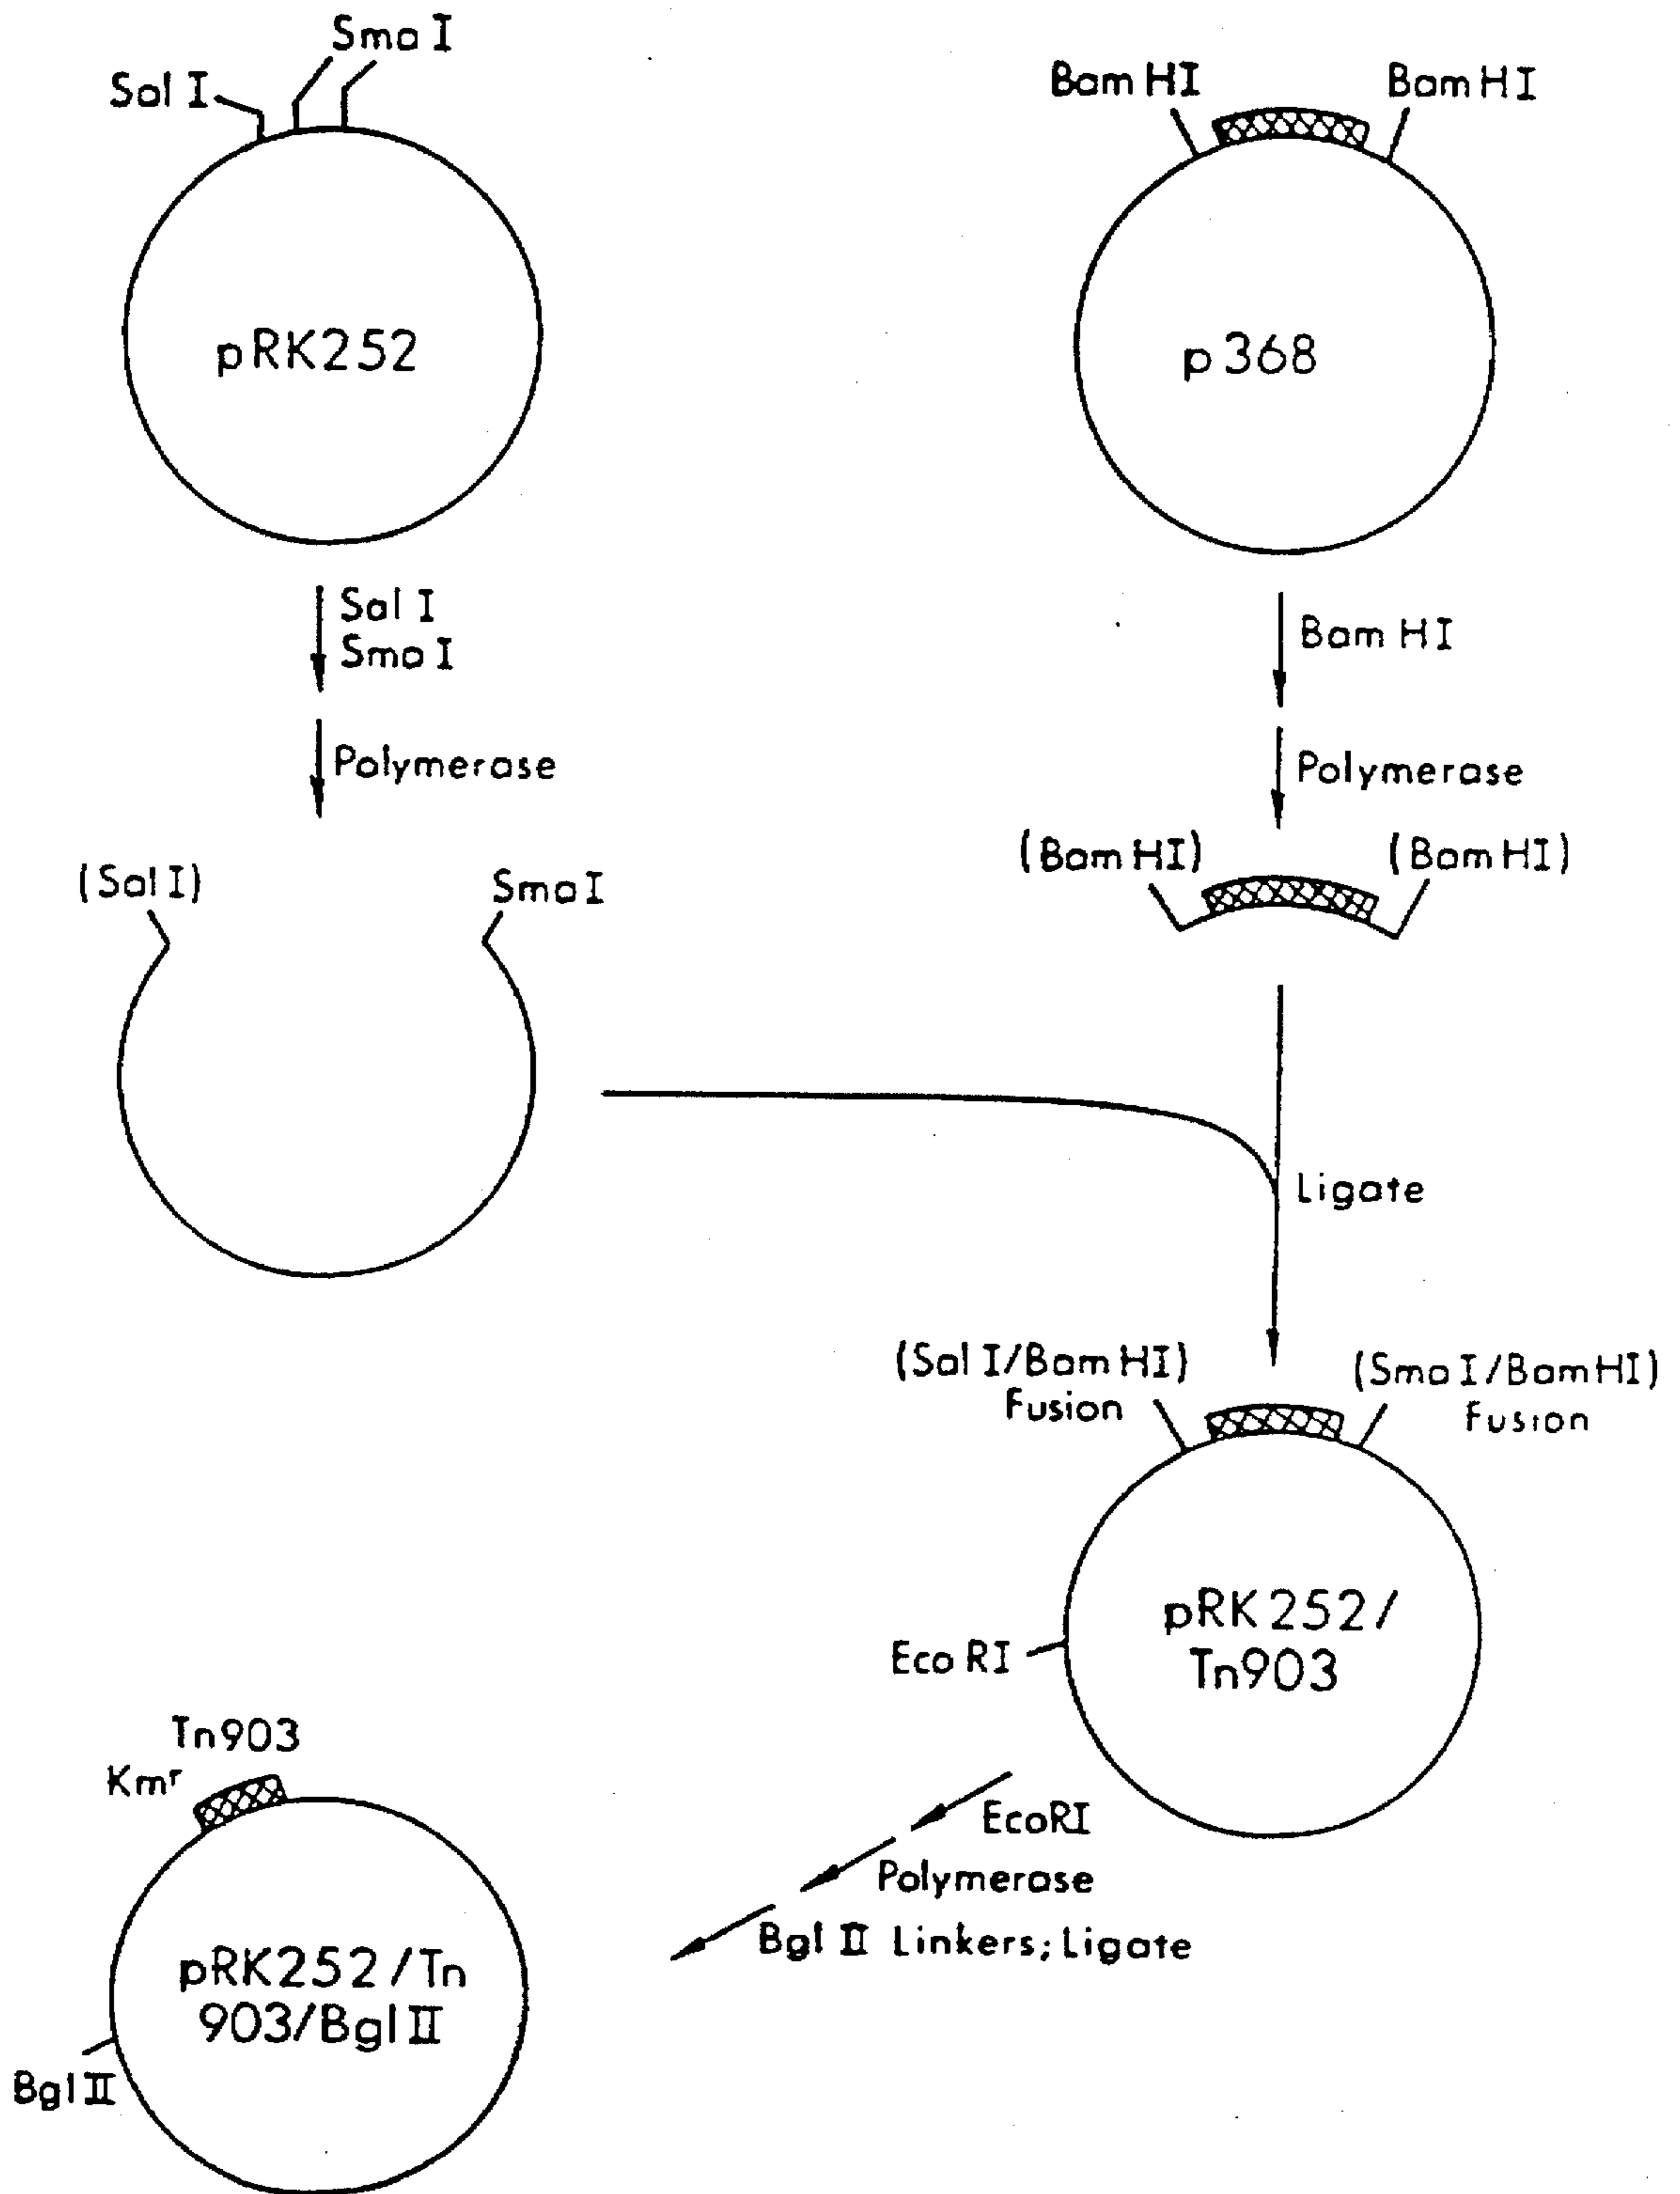 Sma I
Sal I
Bam HI
Bam HI
pRK252
p368
Sal I
Sma I
Bam HI
Polymerase
Polymerase
(Sal I)
Sma I
(Bam HI)
(Bam HI)
Ligate
(Sal I/Bam HI)
Fusion
(Sma I/Bam HI)
Fusion
pRK252/
Tn903
Eco RI
EcoRI
Polymerase
Bgl II Linkers; Ligate
Tn903
Kmʳ
pRK252/Tn
903/Bgl II
Bgl II